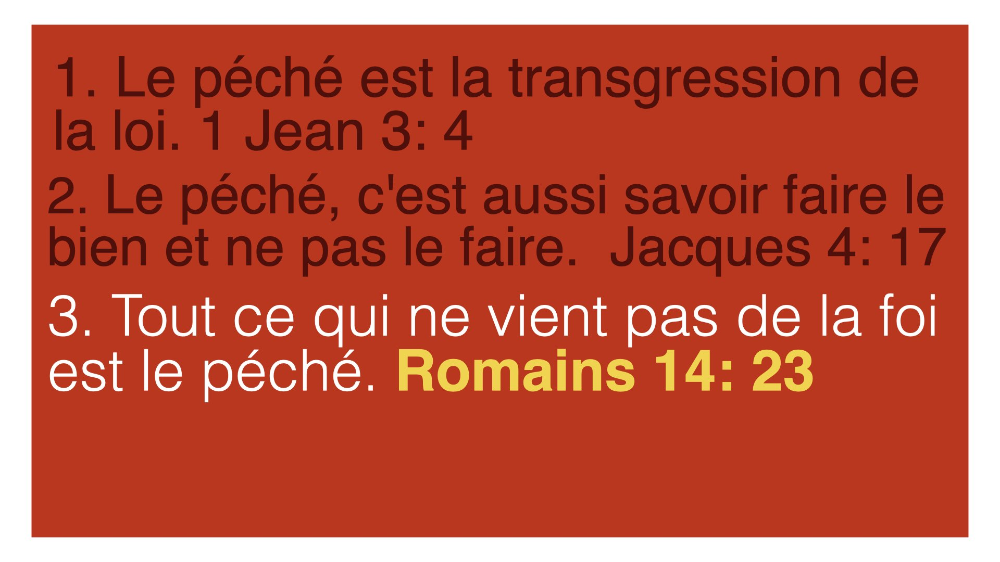 1. Le péché est la transgression de
la loi. 1 Jean 3: 4
2. Le péché, c'est aussi savoir faire le
bien et ne pas le faire.  Jacques 4: 17
3. Tout ce qui ne vient pas de la foi
est le péché. Romains 14: 23